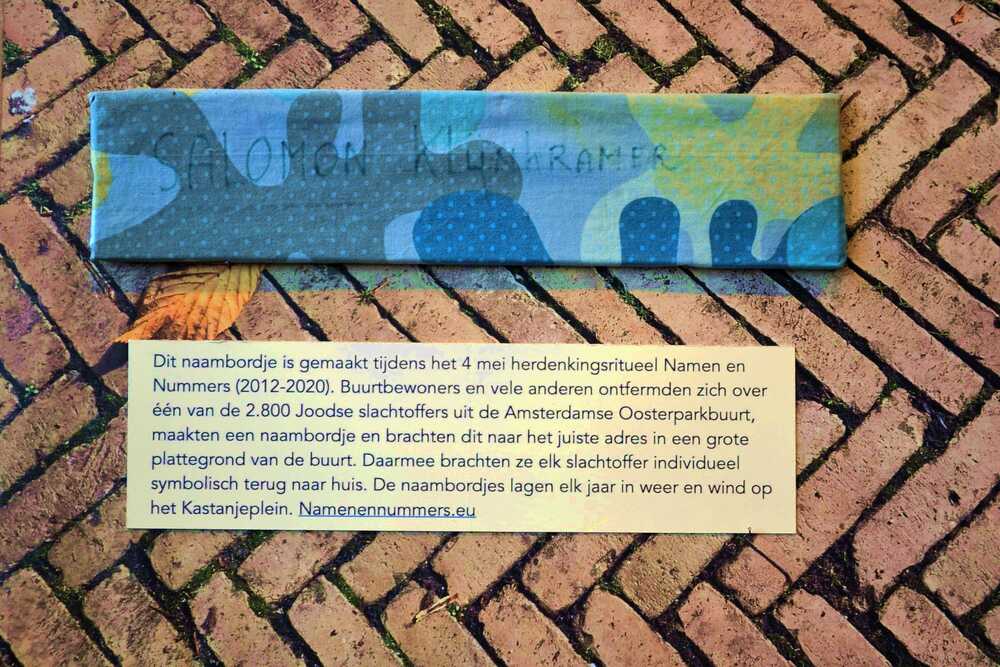 SALOMON KLIJNKRAMER
Dit naambordje is gemaakt tijdens het 4 mei herdenkingsritueel Namen en
Nummers (2012-2020). Buurtbewoners en vele anderen ontfermden zich over
één van de 2.800 Joodse slachtoffers uit de Amsterdamse Oosterparkbuurt,
maakten een naambordje en brachten dit naar het juiste adres in een grote
plattegrond van de buurt. Daarmee brachten ze elk slachtoffer individueel
symbolisch terug naar huis. De naambordjes lagen elk jaar in weer en wind op
het Kastanjeplein. Namenennummers.eu